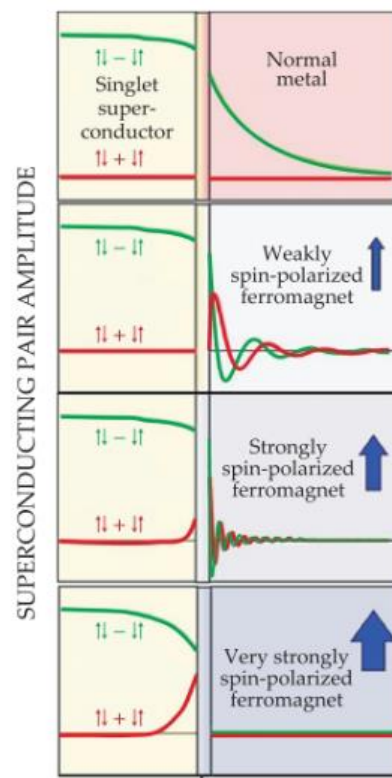 SUPERCONDUCTING PAIR AMPLITUDE
↑↓ − ↓↑
Singlet
super-
conductor
↑↓ + ↓↑
Normal
metal
↑↓ − ↓↑
↑↓ + ↓↑
Weakly
spin-polarized
ferromagnet
↑↓ − ↓↑
↑↓ + ↓↑
Strongly
spin-polarized
ferromagnet
↑↓ − ↓↑
↑↓ + ↓↑
Very strongly
spin-polarized
ferromagnet